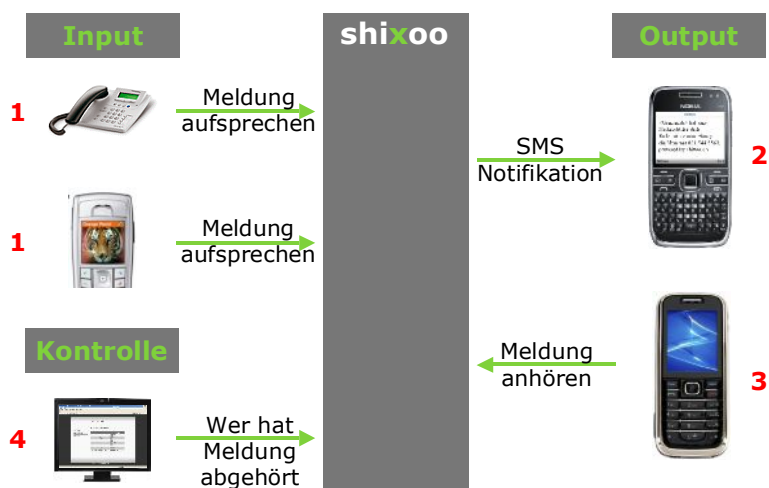 Input
shixoo
Output
1
Meldung
aufsprechen
SMS
Notifikation
NOKIA
2
1
Meldung
aufsprechen
Kontrolle
Meldung
anhören
3
4
Wer hat
Meldung
abgehört